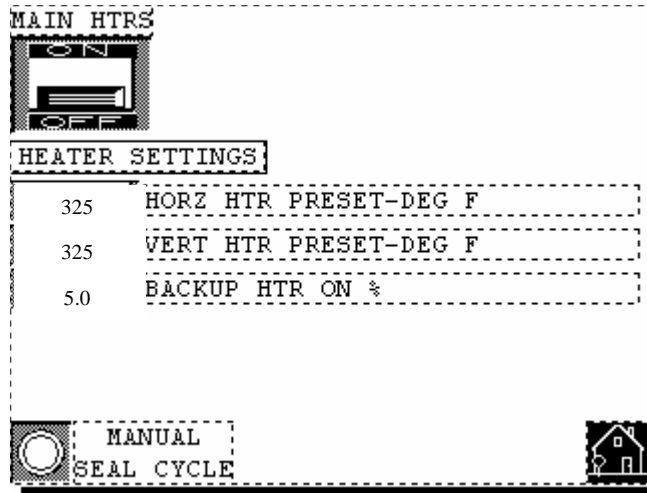 MAIN HTRS
ON
OFF
HEATER SETTINGS
325 HORZ HTR PRESET-DEG F
325 VERT HTR PRESET-DEG F
5.0 BACKUP HTR ON %
MANUAL
SEAL CYCLE